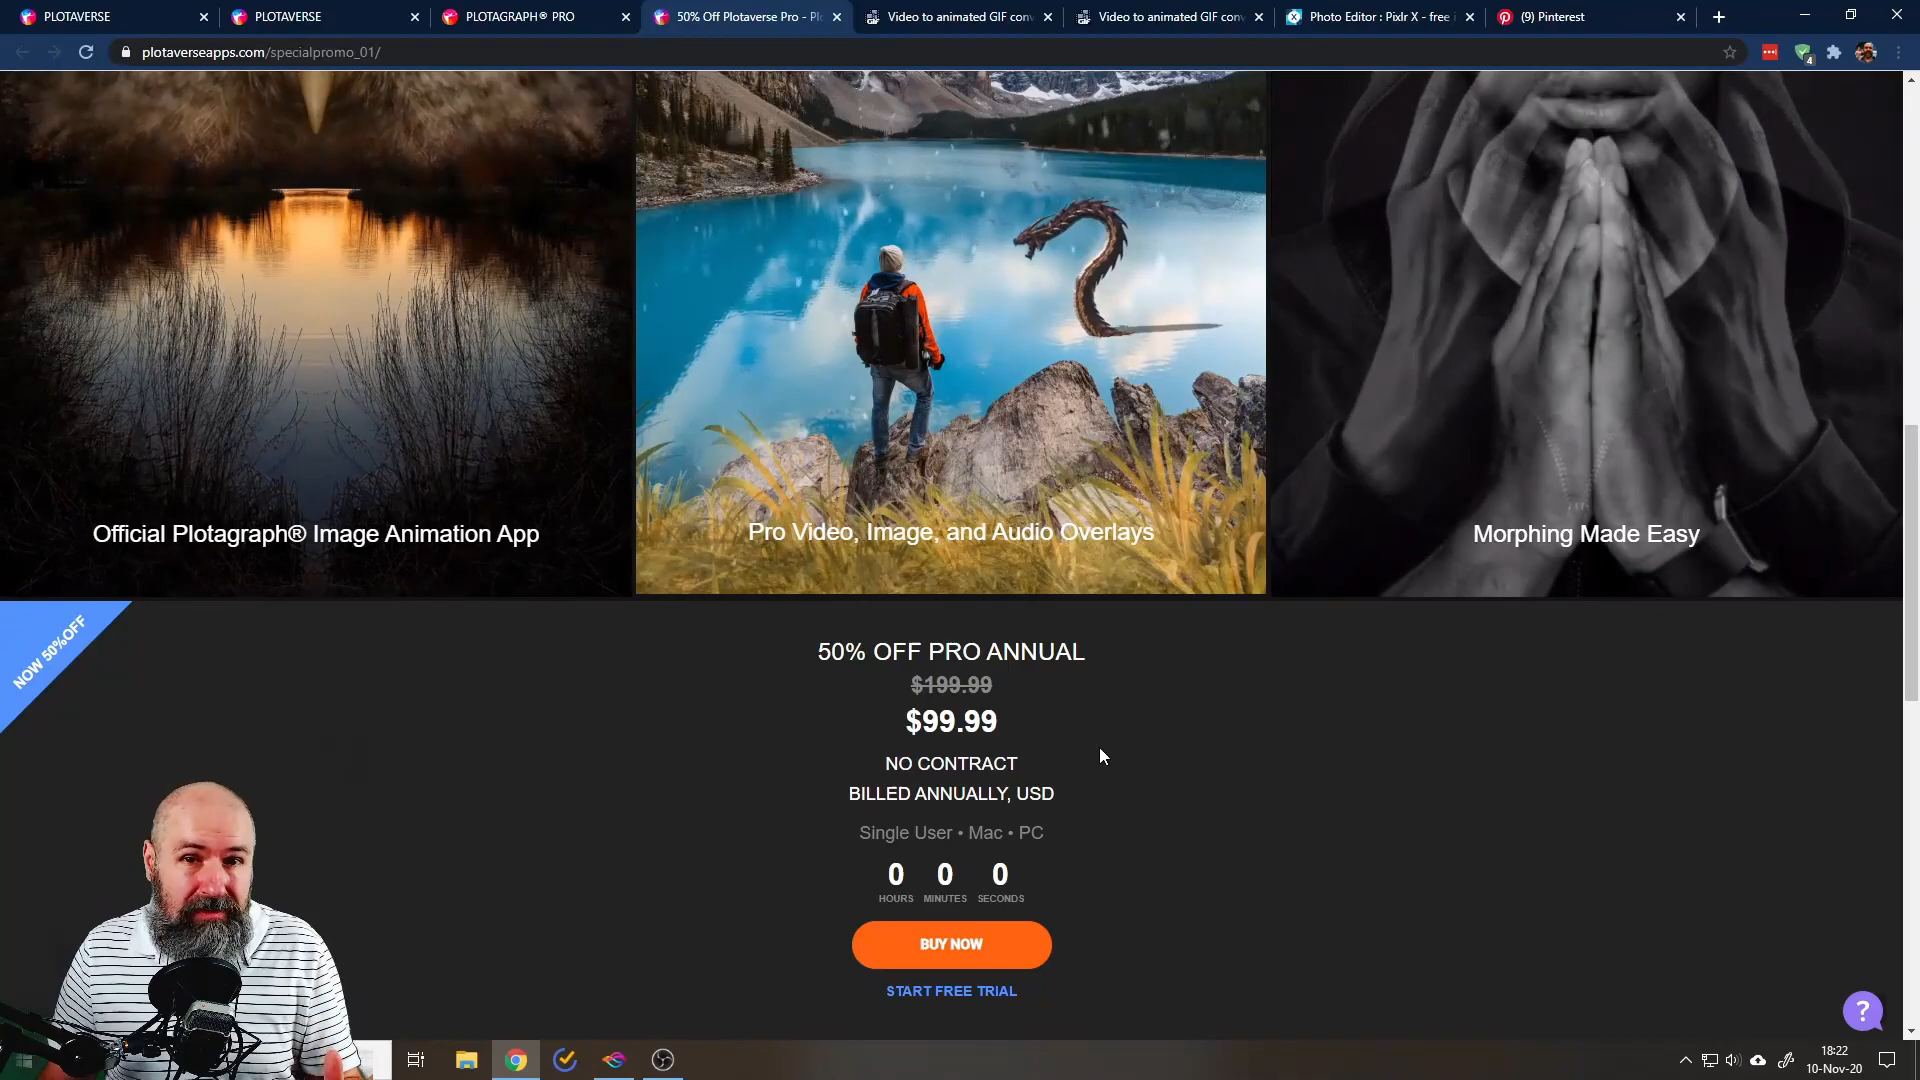 PLOTAVERSE
PLOTAVERSE
PLOTAGRAPH® PRO
50% Off Plotaverse Pro - Pl
Video to animated GIF con
Video to animated GIF con
Photo Editor : Pixlr X - free i
(9) Pinterest
plotaverseapps.com/specialpromo_01/
4
Official Plotagraph® Image Animation App
Pro Video, Image, and Audio Overlays
Morphing Made Easy
NOW 50%OFF
50% OFF PRO ANNUAL
$199.99
$99.99
NO CONTRACT
BILLED ANNUALLY, USD
Single User • Mac • PC
0 0 0
HOURS MINUTES SECONDS
BUY NOW
START FREE TRIAL
?
18:22
10-Nov-20